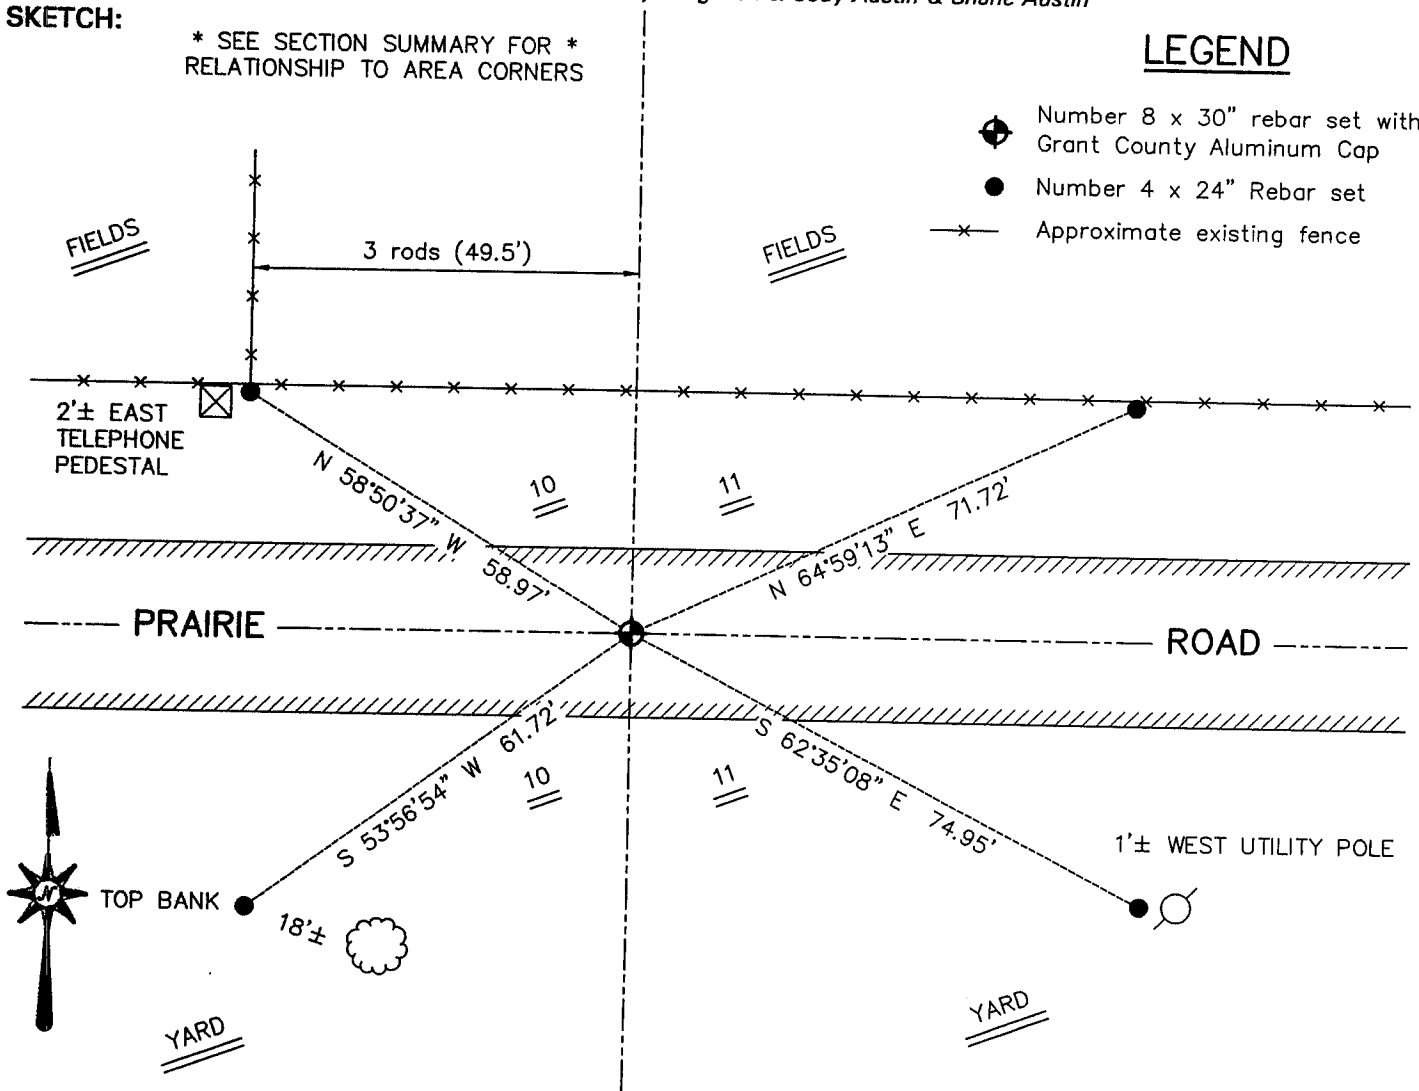 Austin & Shane Austin
SKETCH:
* SEE SECTION SUMMARY FOR *
RELATIONSHIP TO AREA CORNERS
LEGEND
Number 8 x 30" rebar set with
Grant County Aluminum Cap
Number 4 x 24" Rebar set
Approximate existing fence
FIELDS
3 rods (49.5')
FIELDS
2'± EAST
TELEPHONE
PEDESTAL
N 58°50'37" W 58.97'
10
11
N 64°59'13" E 71.72'
PRAIRIE
ROAD
S 53°56'54" W 61.72'
10
11
S 62°35'08" E 74.95'
1'± WEST UTILITY POLE
N
TOP BANK
18'±
YARD
YARD